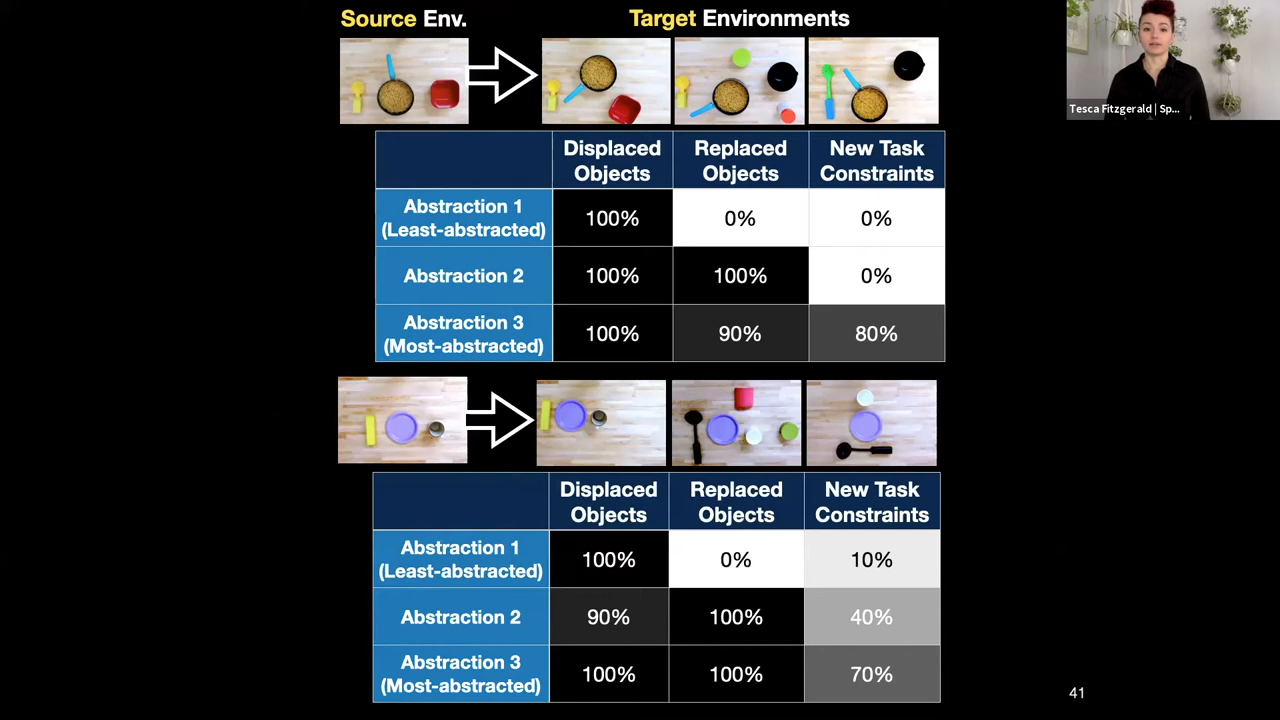 Source Env.
Target Environments
Tesca Fitzgerald | Sp...
Displaced Objects
Replaced Objects
New Task Constraints
Abstraction 1
(Least-abstracted)
100%
0%
0%
Abstraction 2
100%
100%
0%
Abstraction 3
(Most-abstracted)
100%
90%
80%
Displaced Objects
Replaced Objects
New Task Constraints
Abstraction 1
(Least-abstracted)
100%
0%
10%
Abstraction 2
90%
100%
40%
Abstraction 3
(Most-abstracted)
100%
100%
70%
41